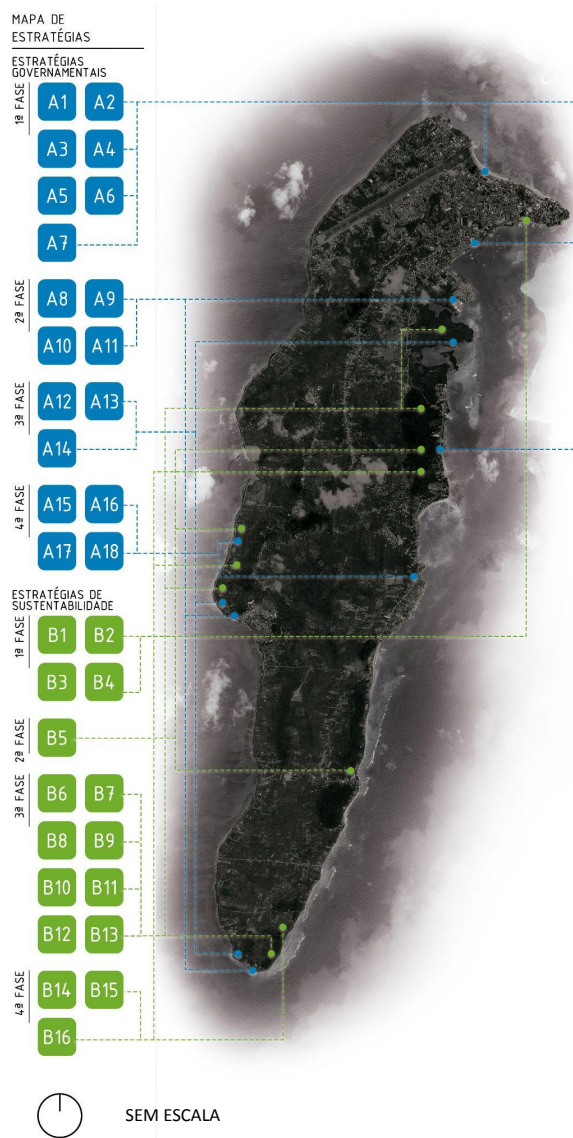 MAPA DE
ESTRATÉGIAS
ESTRATÉGIAS
GOVERNAMENTAIS
1ª FASE
A1 A2
A3 A4
A5 A6
A7
2ª FASE
A8 A9
A10 A11
3ª FASE
A12 A13
A14
4ª FASE
A15 A16
A17 A18
ESTRATÉGIAS DE
SUSTENTABILIDADE
1ª FASE
B1 B2
B3 B4
2ª FASE
B5
3ª FASE
B6 B7
B8 B9
B10 B11
B12 B13
4ª FASE
B14 B15
B16
SEM ESCALA